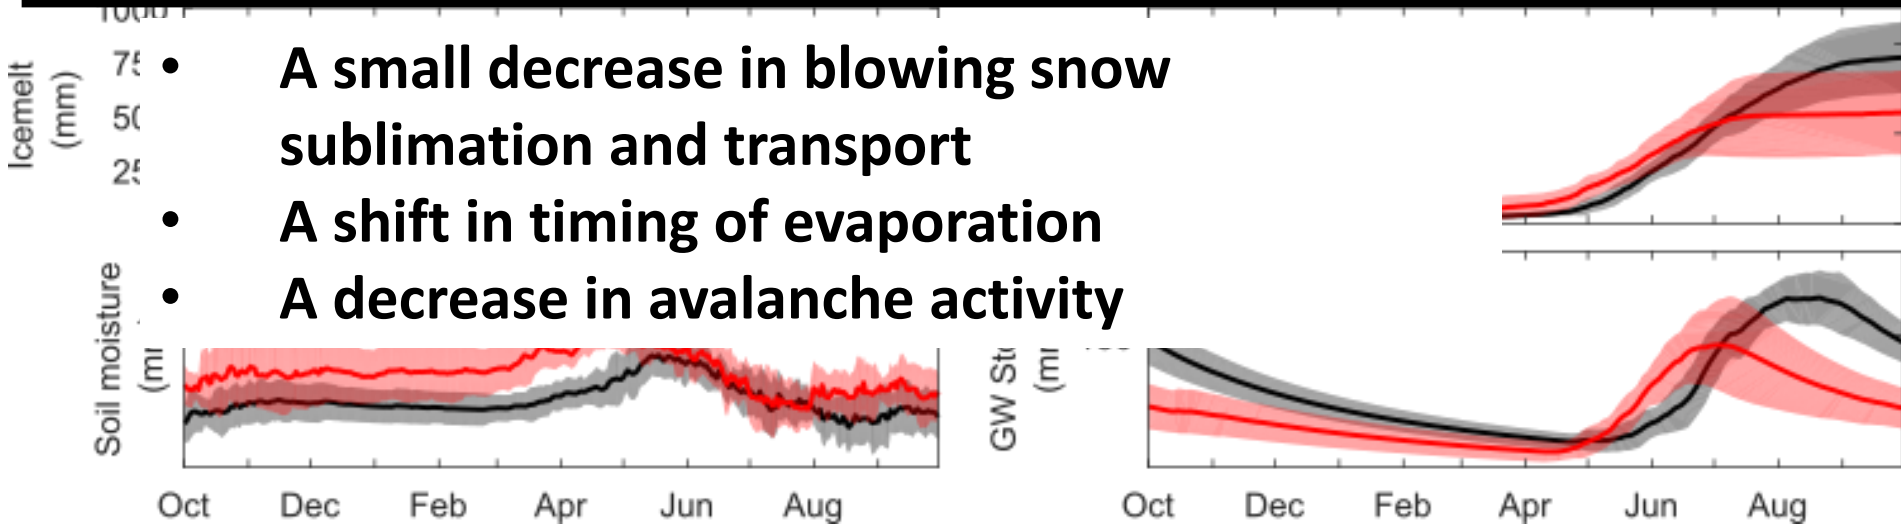 Icemelt
(mm)
• A small decrease in blowing snow
sublimation and transport
• A shift in timing of evaporation
• A decrease in avalanche activity
Soil moisture
GW
Oct Dec Feb Apr Jun Aug
Oct Dec Feb Apr Jun Aug